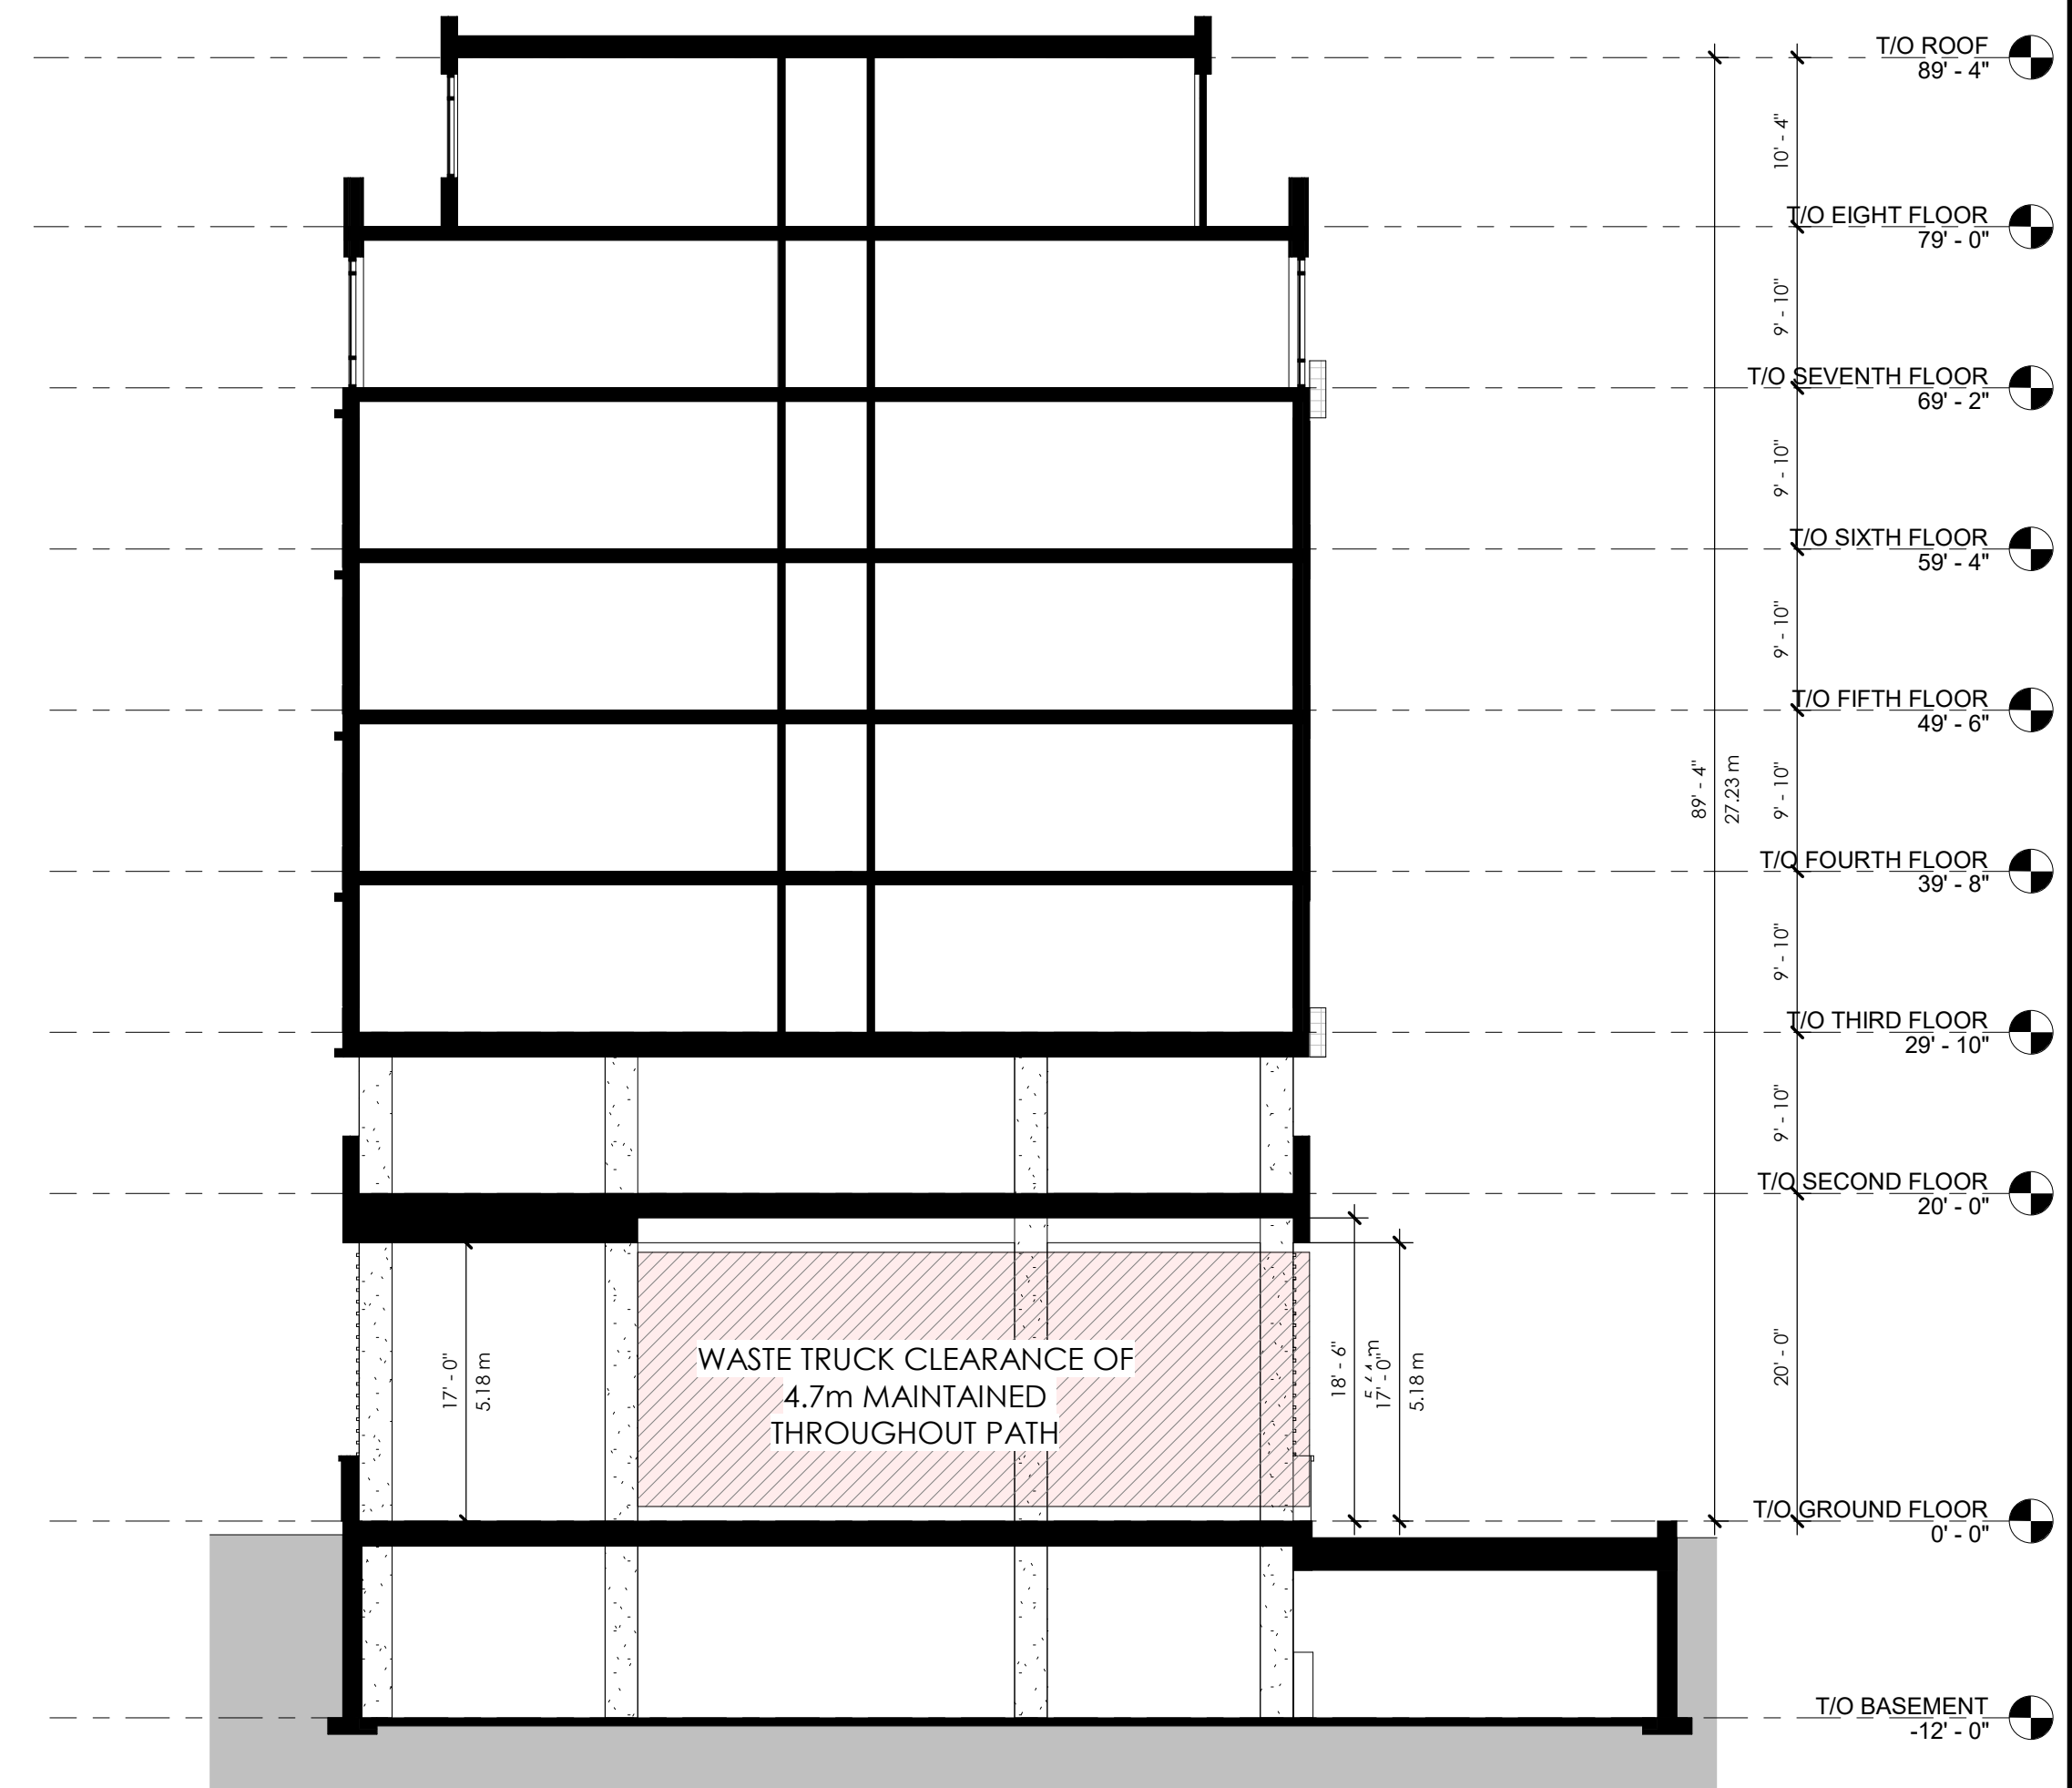 T/O ROOF
89' - 4"
10' - 4"
T/O EIGHT FLOOR
79' - 0"
9' - 10"
T/O SEVENTH FLOOR
69' - 2"
9' - 10"
T/O SIXTH FLOOR
59' - 4"
9' - 10"
T/O FIFTH FLOOR
49' - 6"
89' - 4"
27.23 m
9' - 10"
T/O FOURTH FLOOR
39' - 8"
9' - 10"
T/O THIRD FLOOR
29' - 10"
9' - 10"
T/O SECOND FLOOR
20' - 0"
17' - 0"
5.18 m
WASTE TRUCK CLEARANCE OF
4.7m MAINTAINED
THROUGHOUT PATH
18' - 6"
17' - 0"
5.18 m
20' - 0"
T/O GROUND FLOOR
0' - 0"
T/O BASEMENT
-12' - 0"